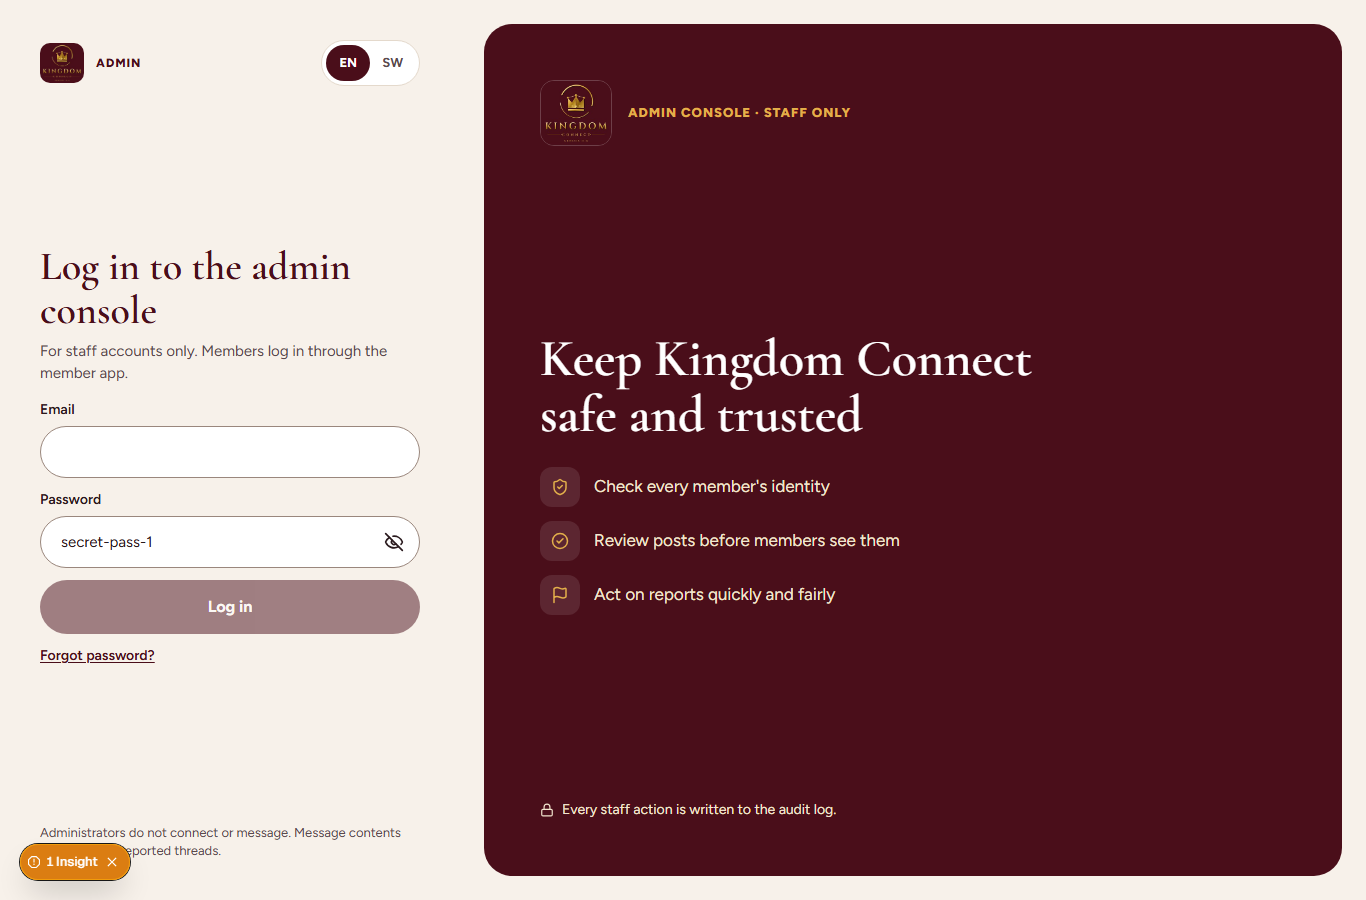 KINGDOM
ADMIN
EN
SW
Log in to the admin
console
For staff accounts only. Members log in through the
member app.
Email
Password
secret-pass-1
Log in
Forgot password?
Administrators do not connect or message. Message contents
eported threads.
1 Insight
KINGDOM
CONNECT
ADMIN CONSOLE · STAFF ONLY
Keep Kingdom Connect
safe and trusted
Check every member's identity
Review posts before members see them
Act on reports quickly and fairly
Every staff action is written to the audit log.